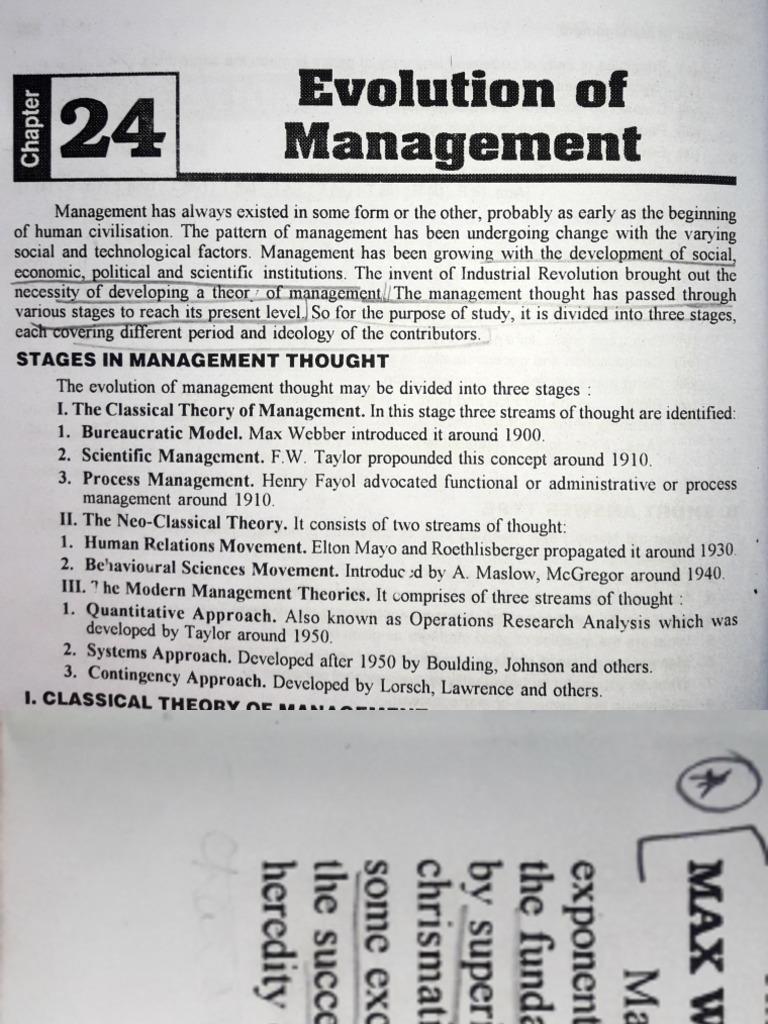 Chapter
24
Evolution of
Management
Management has always existed in some form or the other, probably as early as the beginning
of human civilisation. The pattern of management has been undergoing change with the varying
social and technological factors. Management has been growing with the development of social,
economic, political and scientific institutions. The invent of Industrial Revolution brought out the
necessity of developing a theor of management. The management thought has passed through
various stages to reach its present level. So for the purpose of study, it is divided into three stages,
each covering different period and ideology of the contributors.
STAGES IN MANAGEMENT THOUGHT
The evolution of management thought may be divided into three stages :
I. The Classical Theory of Management. In this stage three streams of thought are identified:
1. Bureaucratic Model. Max Webber introduced it around 1900.
2. Scientific Management. F.W. Taylor propounded this concept around 1910.
3. Process Management. Henry Fayol advocated functional or administrative or process
management around 1910.
II. The Neo-Classical Theory. It consists of two streams of thought:
1. Human Relations Movement. Elton Mayo and Roethlisberger propagated it around 1930.
2. Behavioural Sciences Movement. Introduced by A. Maslow, McGregor around 1940.
III. The Modern Management Theories. It comprises of three streams of thought :
1. Quantitative Approach. Also known as Operations Research Analysis which was
developed by Taylor around 1950.
2. Systems Approach. Developed after 1950 by Boulding, Johnson and others.
3. Contingency Approach. Developed by Lorsch, Lawrence and others.
I. CLASSICAL THEORY OF MANAGEMENT
MAX W
Ma
exponent
the funda
by superi
chrismati
some exc
the succe
heredity